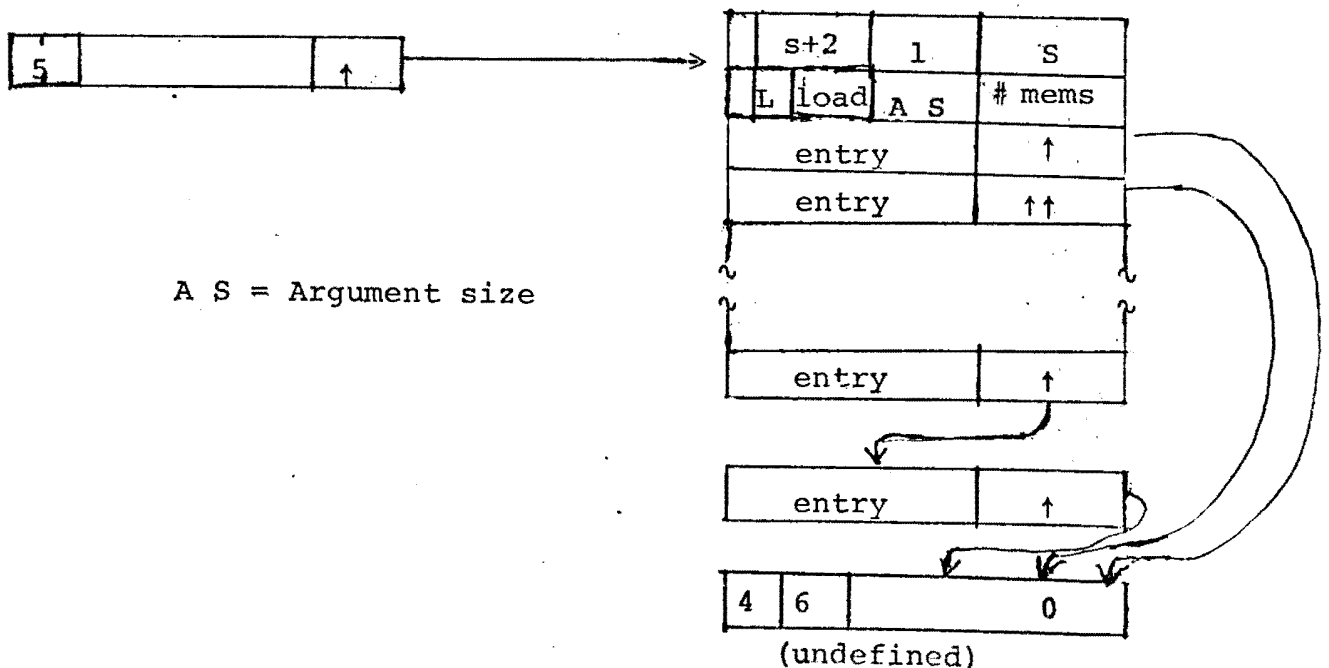 5 ↑
s+2 1 S
L load A S # mems
entry ↑
entry ↑↑
A S = Argument size
entry ↑
entry ↑
4 6 0
(undefined)